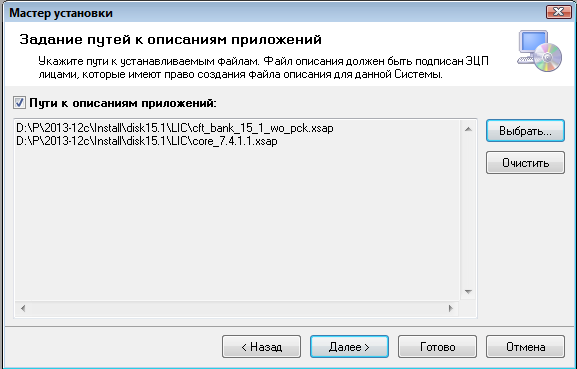 Мастер установки
Задание путей к описаниям приложений
Укажите пути к устанавливаемым файлам. Файл описания должен быть подписан ЭЦП
лицами, которые имеют право создания файла описания для данной Системы.
Пути к описаниям приложений:
D:\P\2013-12c\Install\disk15.1\LIC\cft_bank_15_1_wo_pck.xsap
D:\P\2013-12c\Install\disk15.1\LIC\core_7.4.1.1.xsap
Выбрать...
Очистить
< Назад
Далее >
Готово
Отмена